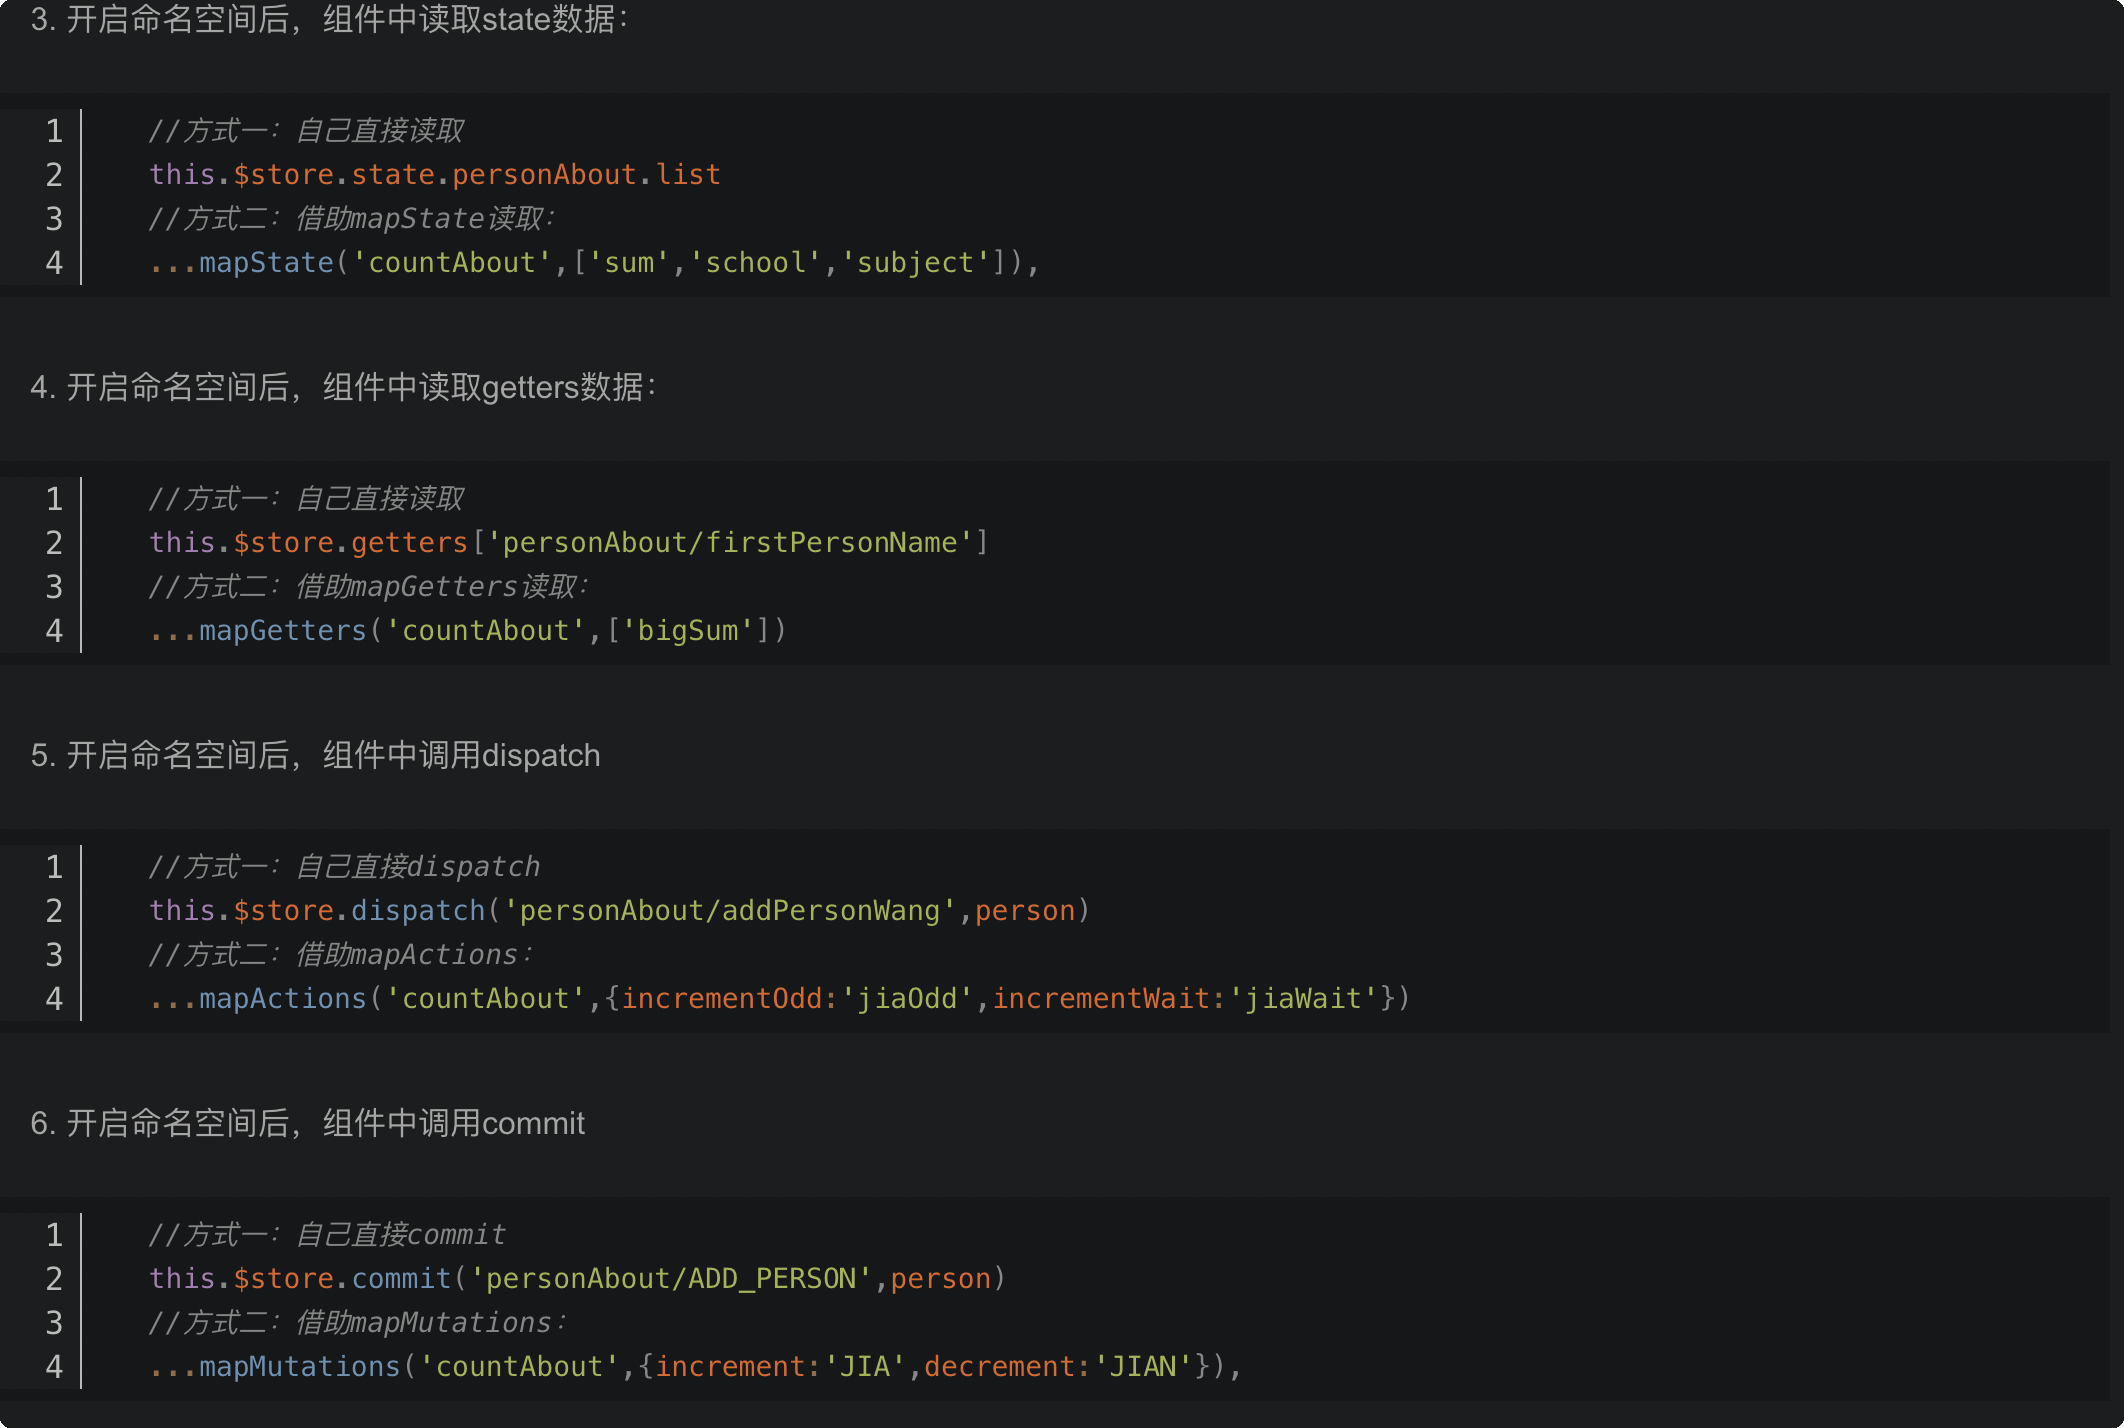 3. 开启命名空间后，组件中读取state数据：
1 //方式一：自己直接读取
2 this.$store.state.personAbout.list
3 //方式二：借助mapState读取：
4 ...mapState('countAbout',['sum','school','subject']),
4. 开启命名空间后，组件中读取getters数据：
1 //方式一：自己直接读取
2 this.$store.getters['personAbout/firstPersonName']
3 //方式二：借助mapGetters读取：
4 ...mapGetters('countAbout',['bigSum'])
5. 开启命名空间后，组件中调用dispatch
1 //方式一：自己直接dispatch
2 this.$store.dispatch('personAbout/addPersonWang',person)
3 //方式二：借助mapActions：
4 ...mapActions('countAbout',{incrementOdd:'jiaOdd',incrementWait:'jiaWait'})
6. 开启命名空间后，组件中调用commit
1 //方式一：自己直接commit
2 this.$store.commit('personAbout/ADD_PERSON',person)
3 //方式二：借助mapMutations：
4 ...mapMutations('countAbout',{increment:'JIA',decrement:'JIAN'}),